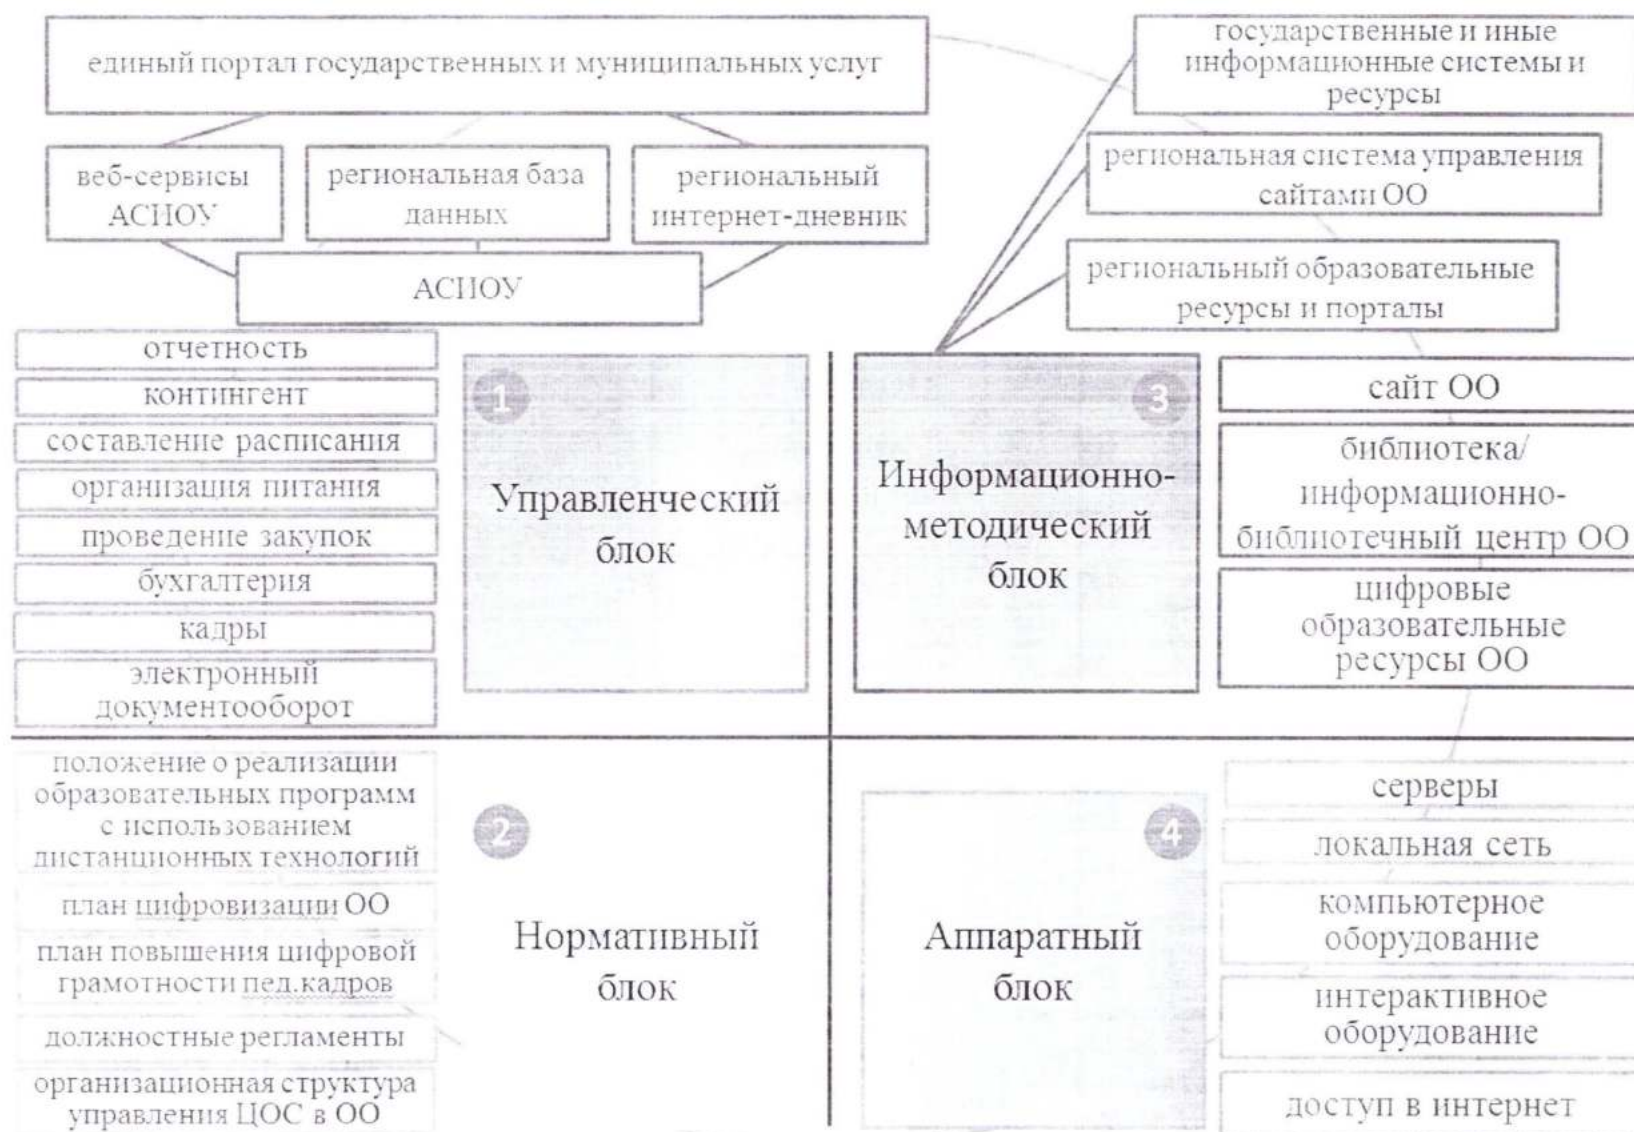 единый портал государственных и муниципальных услуг
веб-сервисы
АСИОУ
региональная база
данных
региональный
интернет-дневник
АСИОУ
государственные и иные
информационные системы и
ресурсы
региональная система управления
сайтами ОО
региональный образовательные
ресурсы и порталы
отчетность
контингент
составление расписания
организация питания
проведение закупок
бухгалтерия
кадры
электронный
документооборот
1
Управленческий
блок
3
Информационно-
методический
блок
сайт ОО
библиотека/
информационно-
библиотечный центр ОО
цифровые
образовательные
ресурсы ОО
положение о реализации
образовательных программ
с использованием
дистанционных технологий
план цифровизации ОО
план повышения цифровой
грамотности пед.кадров
должностные регламенты
организационная структура
управления ЦОС в ОО
2
Нормативный
блок
4
Аппаратный
блок
серверы
локальная сеть
компьютерное
оборудование
интерактивное
оборудование
доступ в интернет